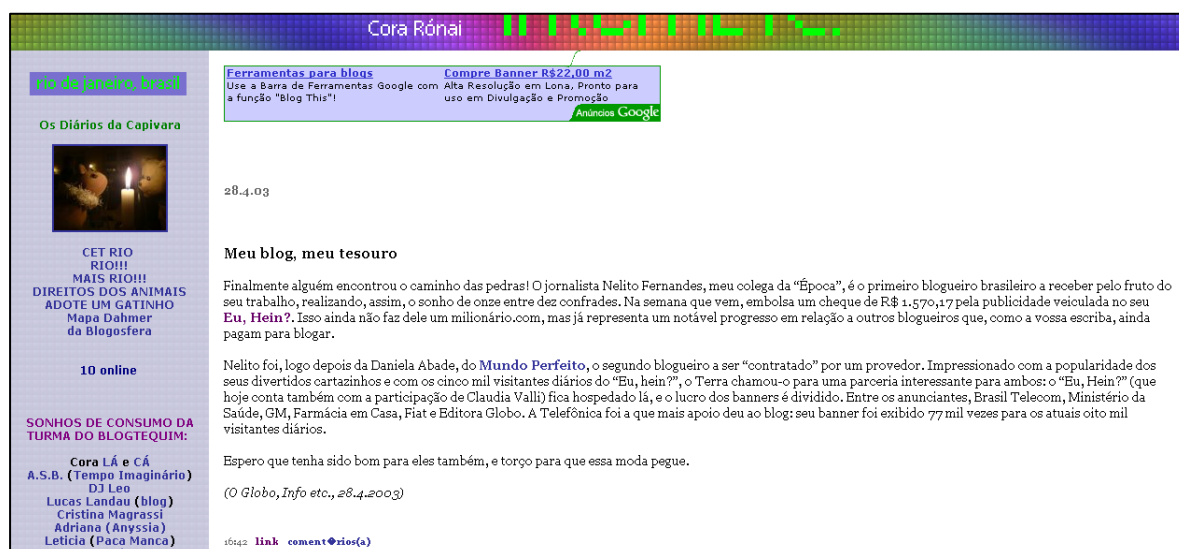 Cora Rónai
rio de janeiro, brasil
Os Diários da Capivara
CET RIO
RIO!!!
MAIS RIO!!!
DIREITOS DOS ANIMAIS
ADOTE UM GATINHO
Mapa Dahmer
da Blogosfera
10 online
SONHOS DE CONSUMO DA
TURMA DO BLOGTEQUIM:
Cora LÁ e CÁ
A.S.B. (Tempo Imaginário)
DJ Leo
Lucas Landau (blog)
Cristina Magrassi
Adriana (Anyssia)
Leticia (Paca Manca)
Ferramentas para blogs
Use a Barra de Ferramentas Google com
a função "Blog This"!
Compre Banner R$22,00 m2
Alta Resolução em Lona, Pronto para
uso em Divulgação e Promoção
Anúncios Google
28.4.03
Meu blog, meu tesouro
Finalmente alguém encontrou o caminho das pedras! O jornalista Nelito Fernandes, meu colega da “Época”, é o primeiro blogueiro brasileiro a receber pelo fruto do
seu trabalho, realizando, assim, o sonho de onze entre dez confrades. Na semana que vem, embolsa um cheque de R$ 1.570,17 pela publicidade veiculada no seu
Eu, Hein?. Isso ainda não faz dele um milionário.com, mas já representa um notável progresso em relação a outros blogueiros que, como a vossa escriba, ainda
pagam para blogar.
Nelito foi, logo depois da Daniela Abade, do Mundo Perfeito, o segundo blogueiro a ser “contratado” por um provedor. Impressionado com a popularidade dos
seus divertidos cartazinhos e com os cinco mil visitantes diários do “Eu, hein?”, o Terra chamou-o para uma parceria interessante para ambos: o “Eu, Hein?” (que
hoje conta também com a participação de Claudia Valli) fica hospedado lá, e o lucro dos banners é dividido. Entre os anunciantes, Brasil Telecom, Ministério da
Saúde, GM, Farmácia em Casa, Fiat e Editora Globo. A Telefônica foi a que mais apoio deu ao blog: seu banner foi exibido 77 mil vezes para os atuais oito mil
visitantes diários.
Espero que tenha sido bom para eles também, e torço para que essa moda pegue.
(O Globo, Info etc., 28.4.2003)
16:42 link coment�rios(a)